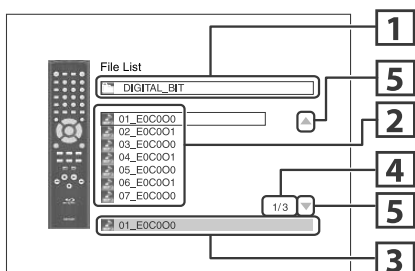 1
File List
DIGITAL_BIT
5
01_E0C0O0
2
02_E0C0O1
03_E0C0O0
04_E0C0O1
4
05_E0C0O0
06_E0C0O1
07_E0C0O0
1/3
5
01_E0C0O0
3